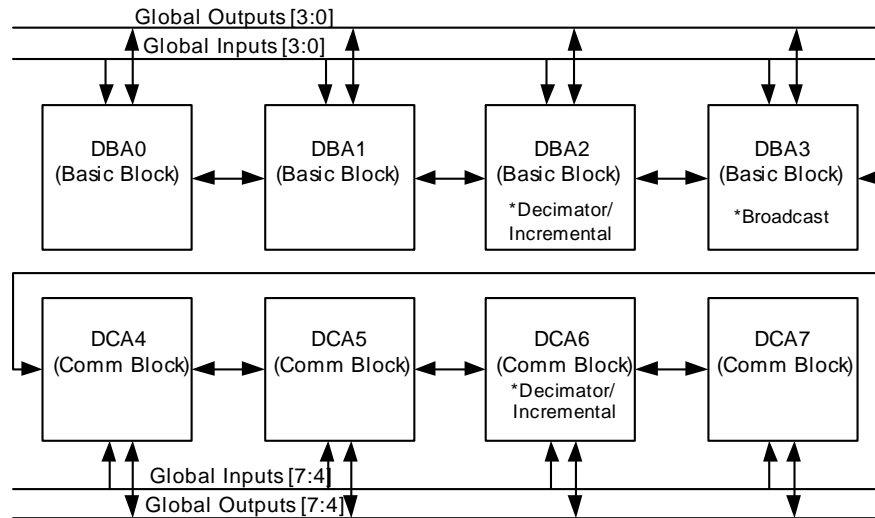 Global Outputs [3:0]
Global Inputs [3:0]
DBA0
(Basic Block)
DBA1
(Basic Block)
DBA2
(Basic Block)
*Decimator/
Incremental
DBA3
(Basic Block)
*Broadcast
DCA4
(Comm Block)
DCA5
(Comm Block)
DCA6
(Comm Block)
*Decimator/
Incremental
DCA7
(Comm Block)
Global Inputs [7:4]
Global Outputs [7:4]